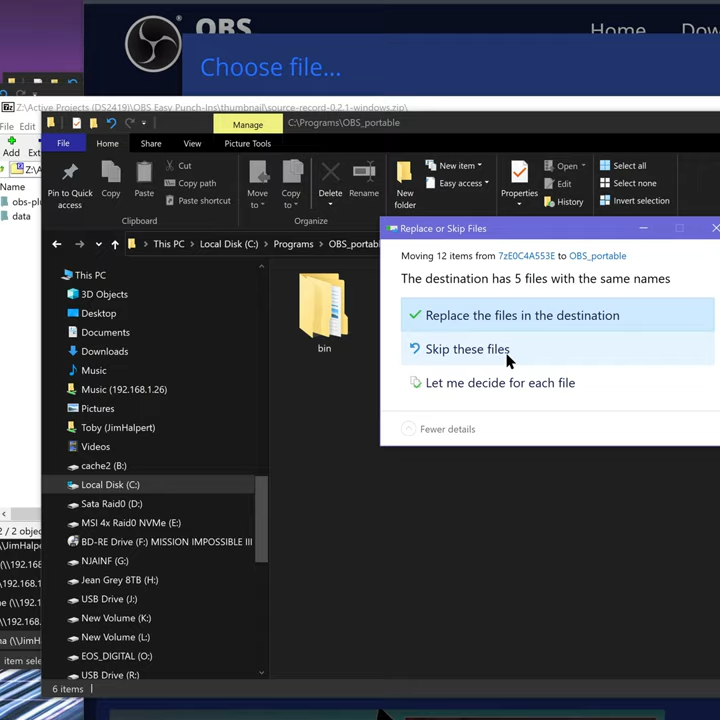 OBS
Home
Choose file...
Z:\Active Projects (DS2419)\OBS Easy Punch-Ins\thumbnail\source-record-0.2.1-windows.zip\
File Edit
Manage
C:\Programs\OBS_portable
File
Home
Share
View
Picture Tools
Add
Pin to Quick access
Copy
Paste
Cut
Copy path
Paste shortcut
Clipboard
Move to
Copy to
Delete
Rename
Organize
New folder
New item
Easy access
Properties
Open
Edit
History
Select all
Select none
Invert selection
Name
data
This PC
Local Disk (C:)
Programs
Replace or Skip Files
Moving 12 items from 7zE0C4A553E to OBS_portable
The destination has 5 files with the same names
Replace the files in the destination
Skip these files
Let me decide for each file
Fewer details
bin
This PC
3D Objects
Desktop
Documents
Downloads
Music
Music (192.168.1.26)
Pictures
Toby (JimHalpert)
Videos
cache2 (B:)
Local Disk (C:)
Sata Raid0 (D:)
MSI 4x Raid0 NVMe (E:)
BD-RE Drive (F:) MISSION IMPOSSIBLE III
NJAINF (G:)
Jean Grey 8TB (H:)
USB Drive (J:)
New Volume (K:)
New Volume (L:)
EOS_DIGITAL (O:)
USB Drive (R:)
6 items